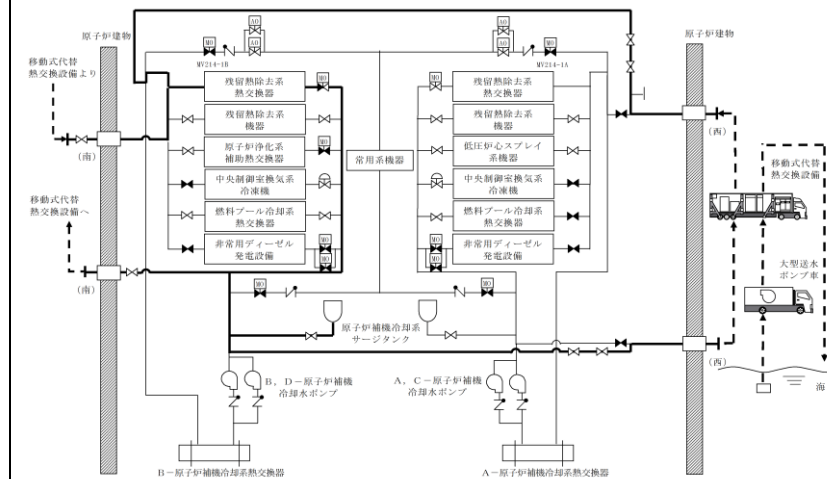 原子炉建物
移動式代替
熱交換設備より
(南)
移動式代替
熱交換設備へ
(南)
AO
AO
MO
MV214-1B
AO
AO
MO
MV214-1A
MO
残留熱除去系
熱交換器
残留熱除去系
機器
原子炉浄化系
補助熱交換器
MO
中央制御室換気系
冷凍機
燃料プール冷却系
熱交換器
非常用ディーゼル
発電設備
MO
MO
常用系機器
MO
残留熱除去系
熱交換器
残留熱除去系
機器
低圧炉心スプレイ
系機器
中央制御室換気系
冷凍機
燃料プール冷却系
熱交換器
MO
MO
非常用ディーゼル
発電設備
MO
MO
原子炉補機冷却系
サージタンク
B,D-原子炉補機
冷却水ポンプ
A,C-原子炉補機
冷却水ポンプ
B-原子炉補機冷却系熱交換器
A-原子炉補機冷却系熱交換器
原子炉建物
(西)
移動式代替
熱交換設備
大型送水
ポンプ車
(西)
海